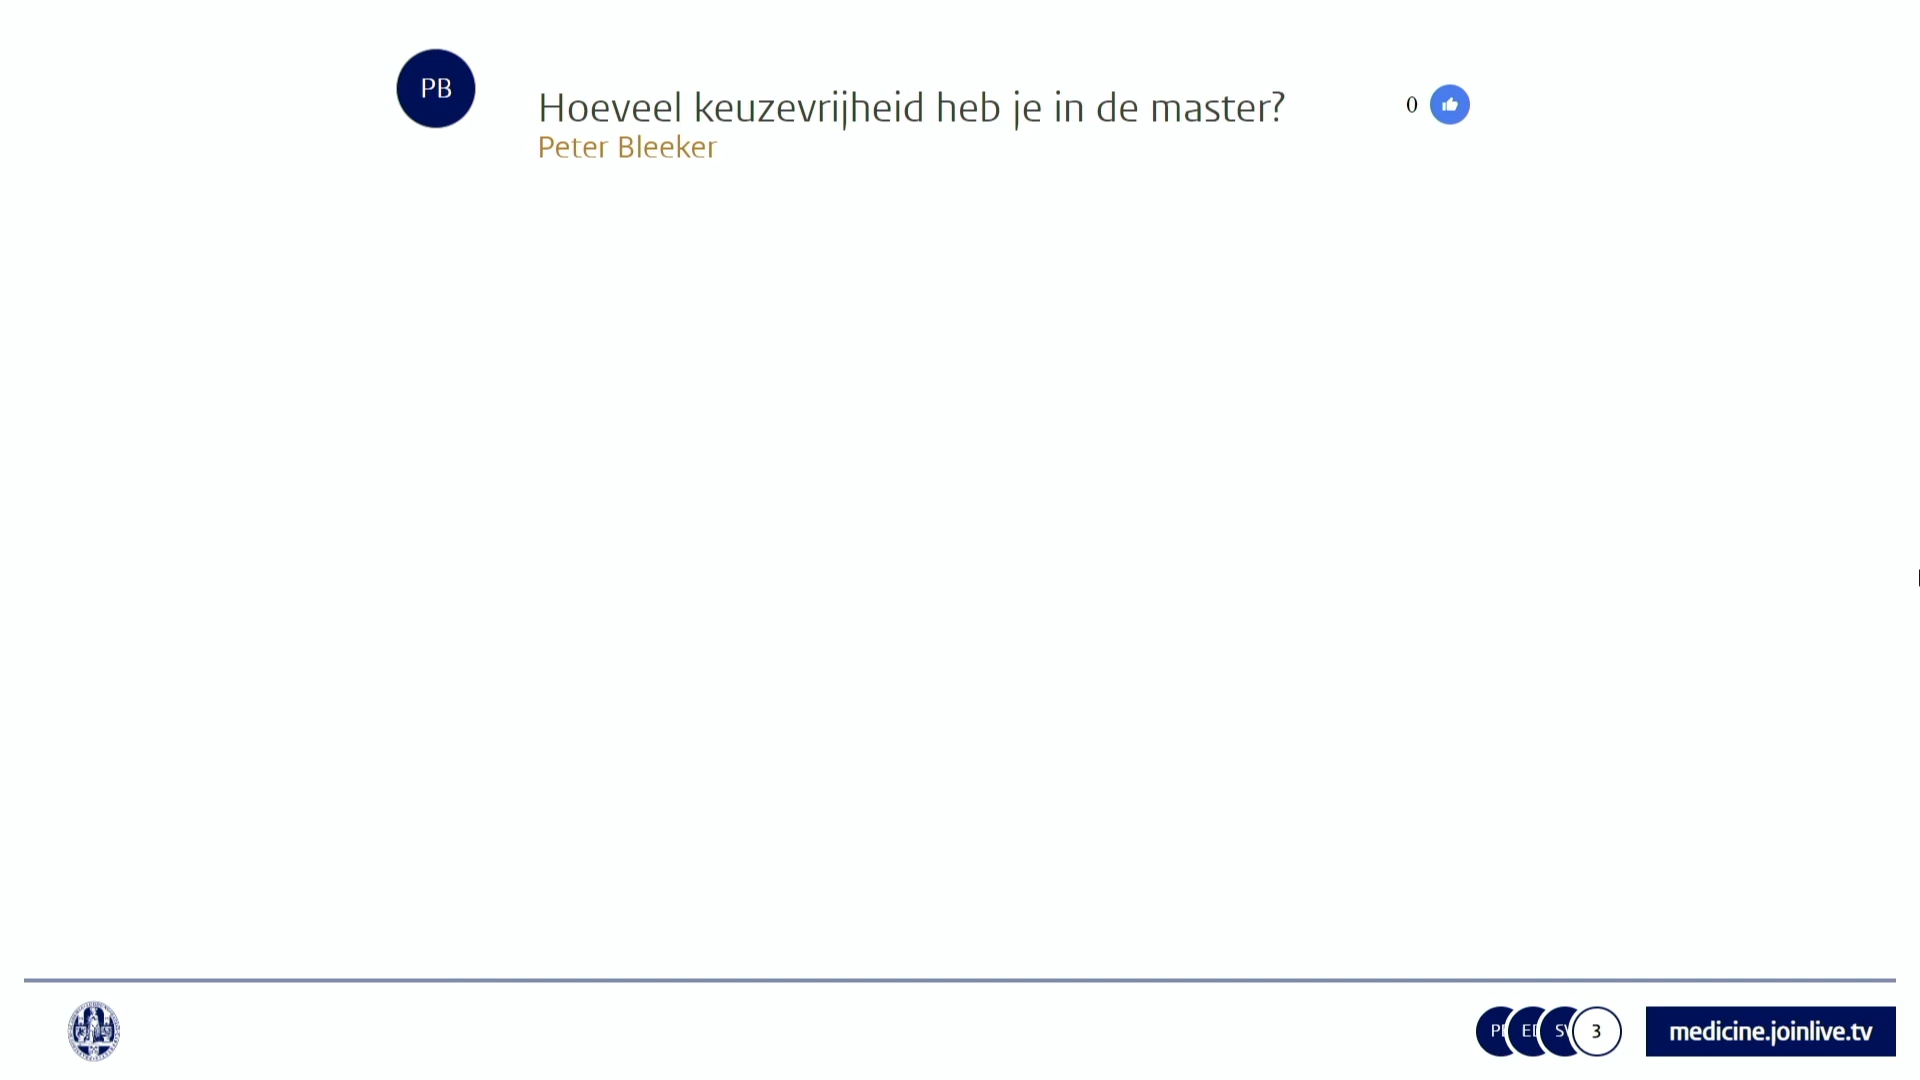 PB
Hoeveel keuzevrijheid heb je in de master?
0
Peter Bleeker
3
medicine.joinlive.tv